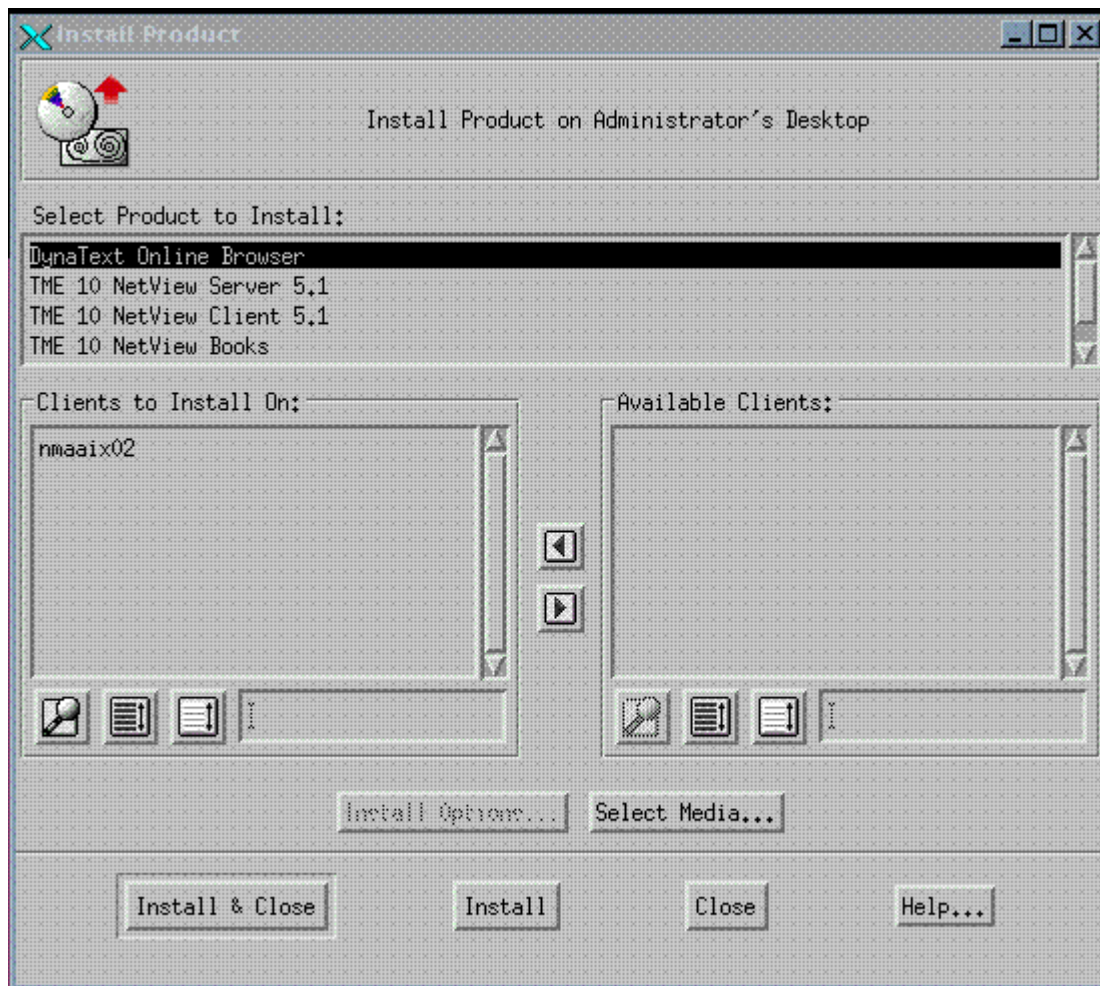 Install Product
Install Product on Administrator's Desktop
Select Product to Install:
DynaText Online Browser
TME 10 NetView Server 5.1
TME 10 NetView Client 5.1
TME 10 NetView Books
Clients to Install On:
Available Clients:
nmaaix02
Install Options...
Select Media...
Install & Close
Install
Close
Help...